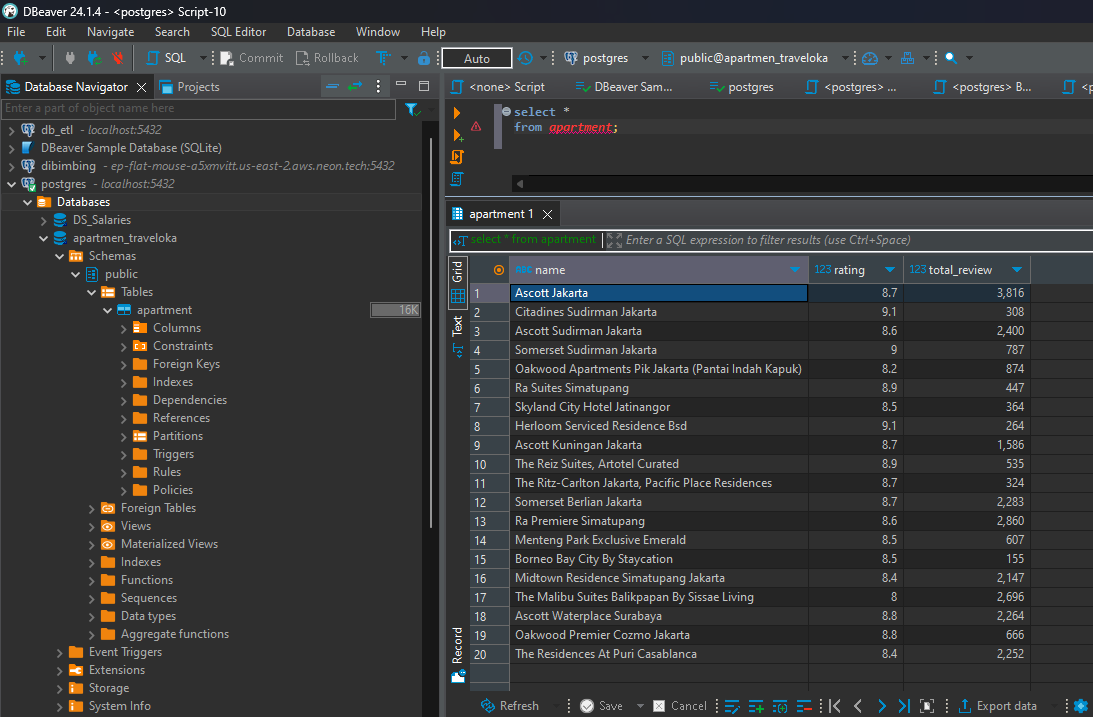 DBeaver 24.1.4 - <postgres> Script-10
File Edit Navigate Search SQL Editor Database Window Help
SQL Commit Rollback Auto postgres public@apartmen_traveloka
Database Navigator Projects
Enter a part of object name here
db_etl - localhost:5432
DBeaver Sample Database (SQLite)
dibimbing - ep-flat-mouse-a5xmvitt.us-east-2.aws.neon.tech:5432
postgres - localhost:5432
Databases
DS_Salaries
apartmen_traveloka
Schemas
public
Tables
apartment 16K
Columns
Constraints
Foreign Keys
Indexes
Dependencies
References
Partitions
Triggers
Rules
Policies
Foreign Tables
Views
Materialized Views
Indexes
Functions
Sequences
Data types
Aggregate functions
Event Triggers
Extensions
Storage
System Info
<none> Script DBeaver Sam... postgres <postgres> ... <postgres> B... <p
select *
from apartment;
apartment 1
select * from apartment Enter a SQL expression to filter results (use Ctrl+Space)
Grid
Text
Record
ABC name 123 rating 123 total_review
1 Ascott Jakarta 8.7 3,816
2 Citadines Sudirman Jakarta 9.1 308
3 Ascott Sudirman Jakarta 8.6 2,400
4 Somerset Sudirman Jakarta 9 787
5 Oakwood Apartments Pik Jakarta (Pantai Indah Kapuk) 8.2 874
6 Ra Suites Simatupang 8.9 447
7 Skyland City Hotel Jatinangor 8.5 364
8 Herloom Serviced Residence Bsd 9.1 264
9 Ascott Kuningan Jakarta 8.7 1,586
10 The Reiz Suites, Artotel Curated 8.9 535
11 The Ritz-Carlton Jakarta, Pacific Place Residences 8.7 324
12 Somerset Berlian Jakarta 8.7 2,283
13 Ra Premiere Simatupang 8.6 2,860
14 Menteng Park Exclusive Emerald 8.5 607
15 Borneo Bay City By Staycation 8.5 155
16 Midtown Residence Simatupang Jakarta 8.4 2,147
17 The Malibu Suites Balikpapan By Sissae Living 8 2,696
18 Ascott Waterplace Surabaya 8.8 2,264
19 Oakwood Premier Cozmo Jakarta 8.8 666
20 The Residences At Puri Casablanca 8.4 2,252
Refresh Save Cancel Export data